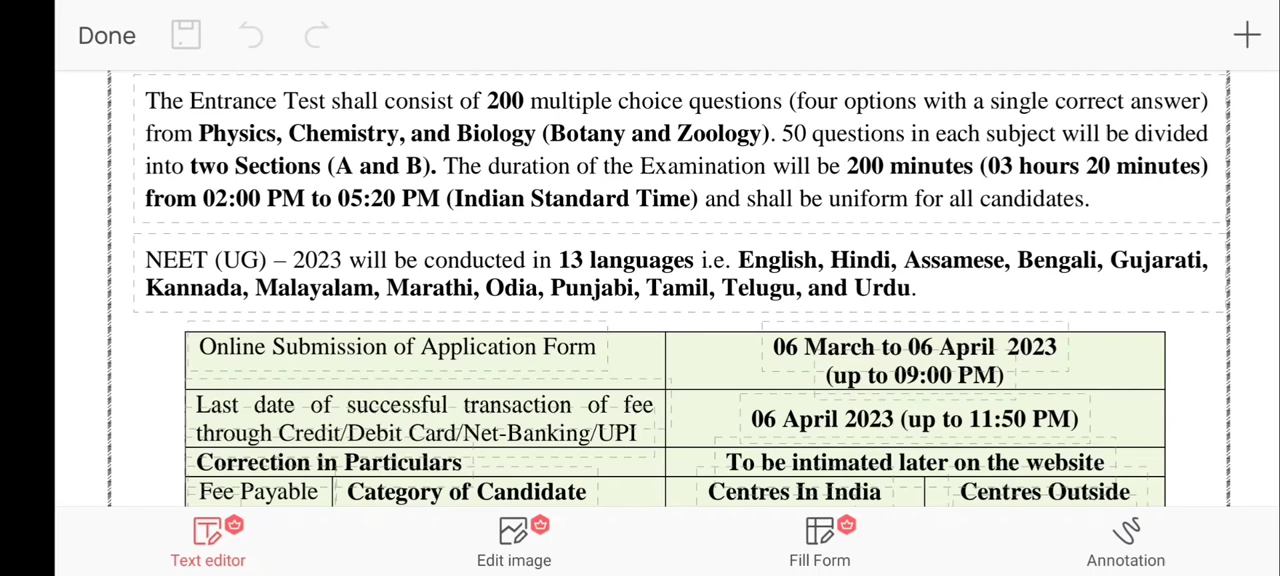 Done
The Entrance Test shall consist of 200 multiple choice questions (four options with a single correct answer)
from Physics, Chemistry, and Biology (Botany and Zoology). 50 questions in each subject will be divided
into two Sections (A and B). The duration of the Examination will be 200 minutes (03 hours 20 minutes)
from 02:00 PM to 05:20 PM (Indian Standard Time) and shall be uniform for all candidates.
NEET (UG) – 2023 will be conducted in 13 languages i.e. English, Hindi, Assamese, Bengali, Gujarati,
Kannada, Malayalam, Marathi, Odia, Punjabi, Tamil, Telugu, and Urdu.
Online Submission of Application Form
06 March to 06 April 2023
(up to 09:00 PM)
Last date of successful transaction of fee
through Credit/Debit Card/Net-Banking/UPI
06 April 2023 (up to 11:50 PM)
Correction in Particulars
To be intimated later on the website
Fee Payable
Category of Candidate
Centres In India
Centres Outside
Text editor
Edit image
Fill Form
Annotation